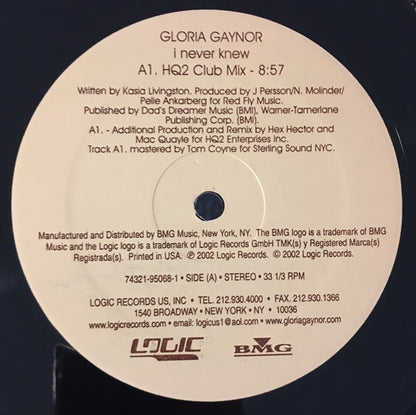 GLORIA GAYNOR
i never knew
A1. HQ2 Club Mix - 8:57
Written by Kasia Livingston. Produced by J Persson/N. Molinder/
Pelle Ankarberg for Red Fly Music.
Published by Dad's Dreamer Music (BMI), Warner-Tamerlane
Publishing Corp. (BMI).
A1. - Additional Production and Remix by Hex Hector and
Mac Quayle for HQ2 Enterprises Inc.
Track A1. mastered by Tom Coyne for Sterling Sound NYC.
Manufactured and Distributed by BMG Music, New York, NY. The BMG logo is a trademark of BMG
Music and the Logic logo is a trademark of Logic Records GmbH TMK(s) y Registered Marca(s)
Registrada(s). Printed in USA. ℗ 2002 Logic Records. © 2002 Logic Records.
74321-95068-1 • SIDE (A) • STEREO • 33 1/3 RPM
LOGIC RECORDS US, INC • TEL. 212.930.4000 • FAX. 212.930.1366
1540 BROADWAY • NEW YORK • NY • 10036
www.logicrecords.com • email: logicus1@aol.com • www.gloriagaynor.com
LOGIC BMG